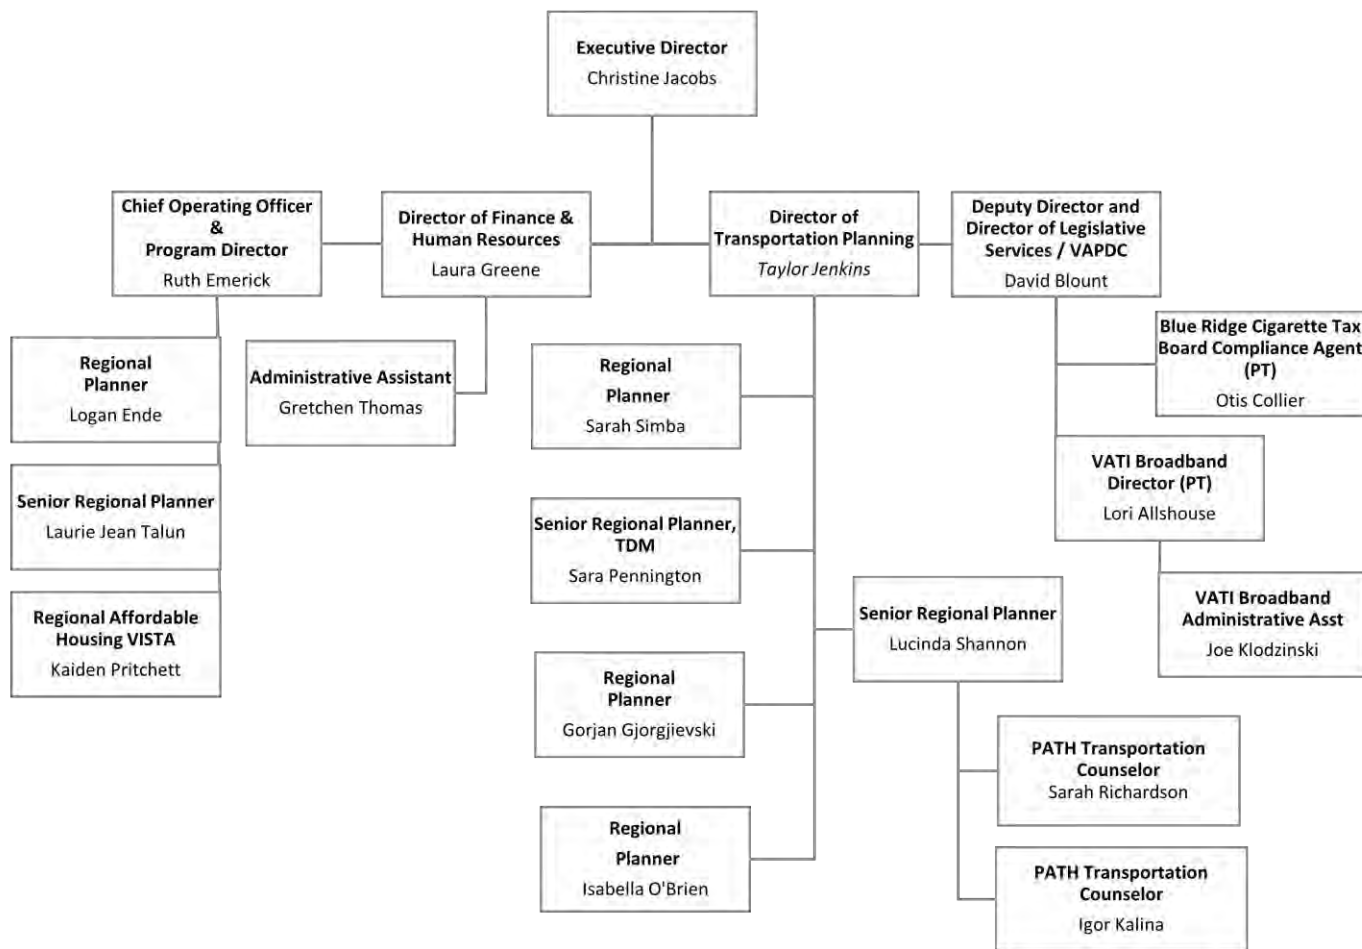 Executive Director
Christine Jacobs
Chief Operating Officer
&
Program Director
Ruth Emerick
Director of Finance &
Human Resources
Laura Greene
Director of
Transportation Planning
Taylor Jenkins
Deputy Director and
Director of Legislative
Services / VAPDC
David Blount
Regional
Planner
Logan Ende
Senior Regional Planner
Laurie Jean Talun
Regional Affordable
Housing VISTA
Kaiden Pritchett
Administrative Assistant
Gretchen Thomas
Regional
Planner
Sarah Simba
Senior Regional Planner,
TDM
Sara Pennington
Regional
Planner
Gorjan Gjorgjievski
Regional
Planner
Isabella O'Brien
Senior Regional Planner
Lucinda Shannon
PATH Transportation
Counselor
Sarah Richardson
PATH Transportation
Counselor
Igor Kalina
Blue Ridge Cigarette Tax
Board Compliance Agent
(PT)
Otis Collier
VATI Broadband
Director (PT)
Lori Allshouse
VATI Broadband
Administrative Asst
Joe Klodzinski